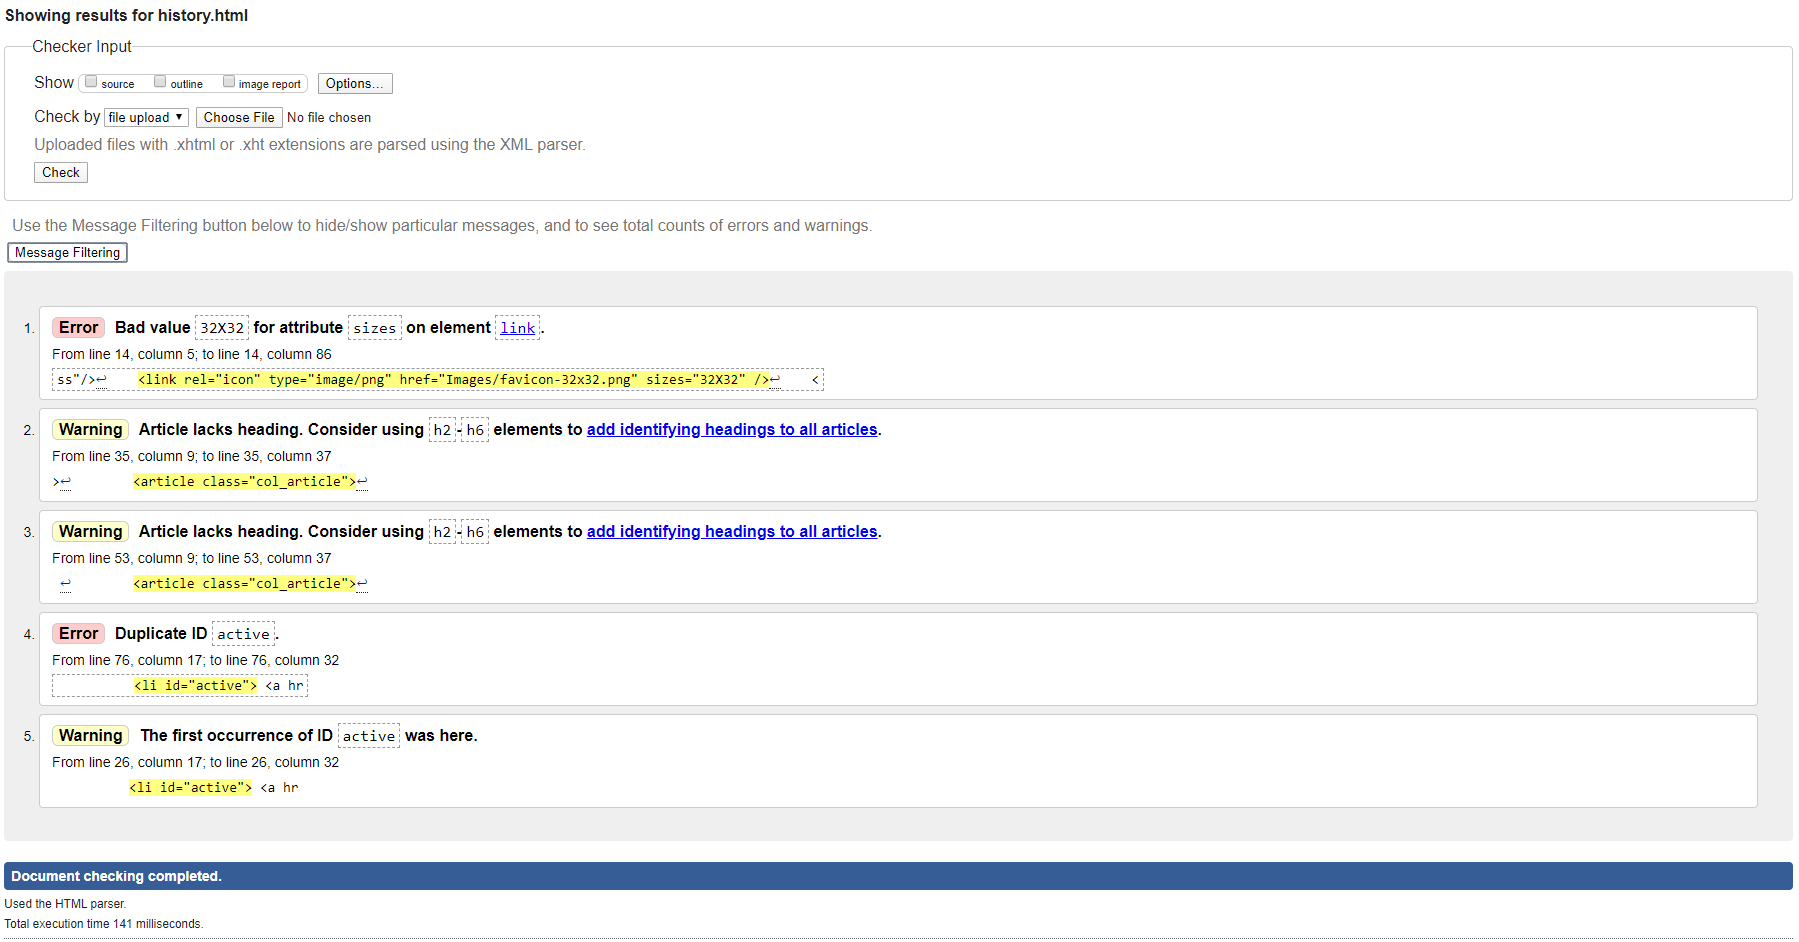 Showing results for history.html
Checker Input
Show source outline image report Options...
Check by file upload ▼ Choose File No file chosen
Uploaded files with .xhtml or .xht extensions are parsed using the XML parser.
Check
Use the Message Filtering button below to hide/show particular messages, and to see total counts of errors and warnings.
Message Filtering
1. Error Bad value 32X32 for attribute sizes on element link.
From line 14, column 5; to line 14, column 86
ss"/>↩ <link rel="icon" type="image/png" href="Images/favicon-32x32.png" sizes="32X32" />↩ <
2. Warning Article lacks heading. Consider using h2-h6 elements to add identifying headings to all articles.
From line 35, column 9; to line 35, column 37
>↩ <article class="col_article">↩
3. Warning Article lacks heading. Consider using h2-h6 elements to add identifying headings to all articles.
From line 53, column 9; to line 53, column 37
↩ <article class="col_article">↩
4. Error Duplicate ID active.
From line 76, column 17; to line 76, column 32
<li id="active"> <a hr
5. Warning The first occurrence of ID active was here.
From line 26, column 17; to line 26, column 32
<li id="active"> <a hr
Document checking completed.
Used the HTML parser.
Total execution time 141 milliseconds.